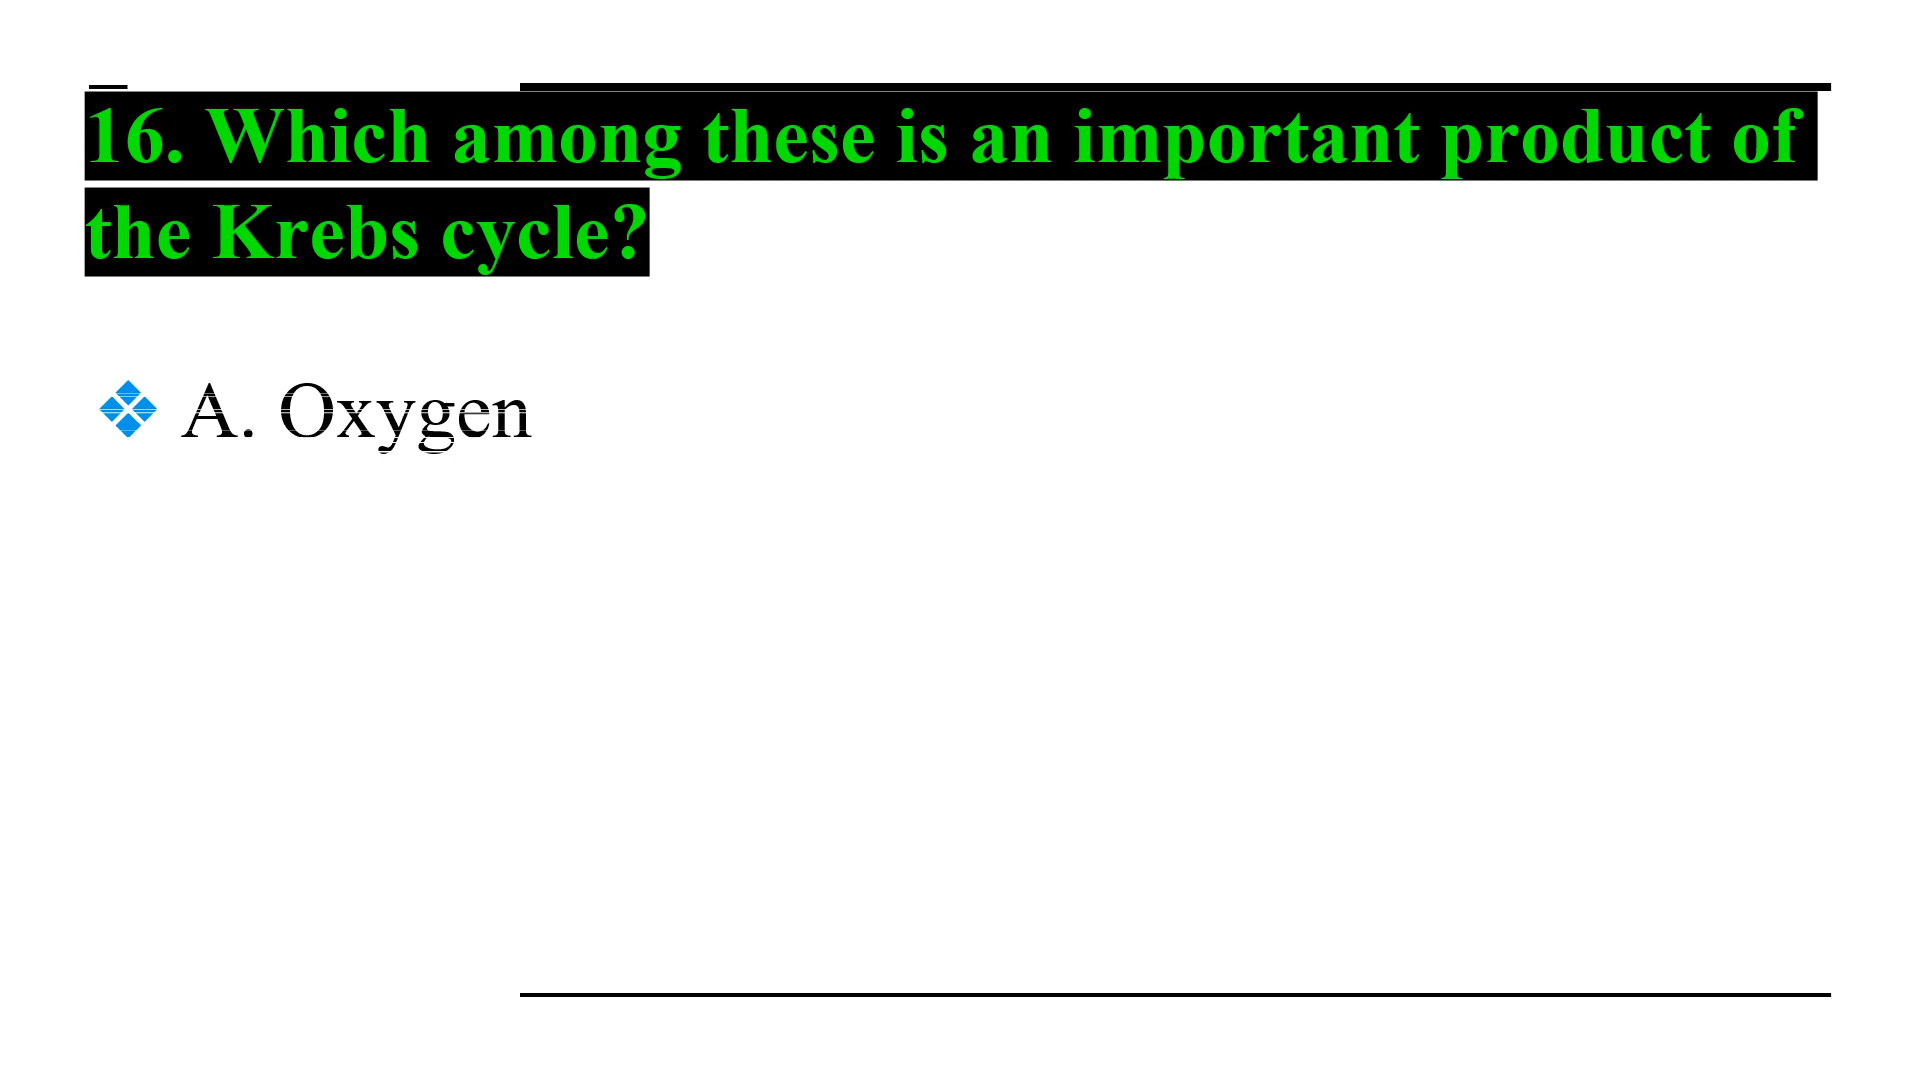 16. Which among these is an important product of
the Krebs cycle?
A. Oxygen